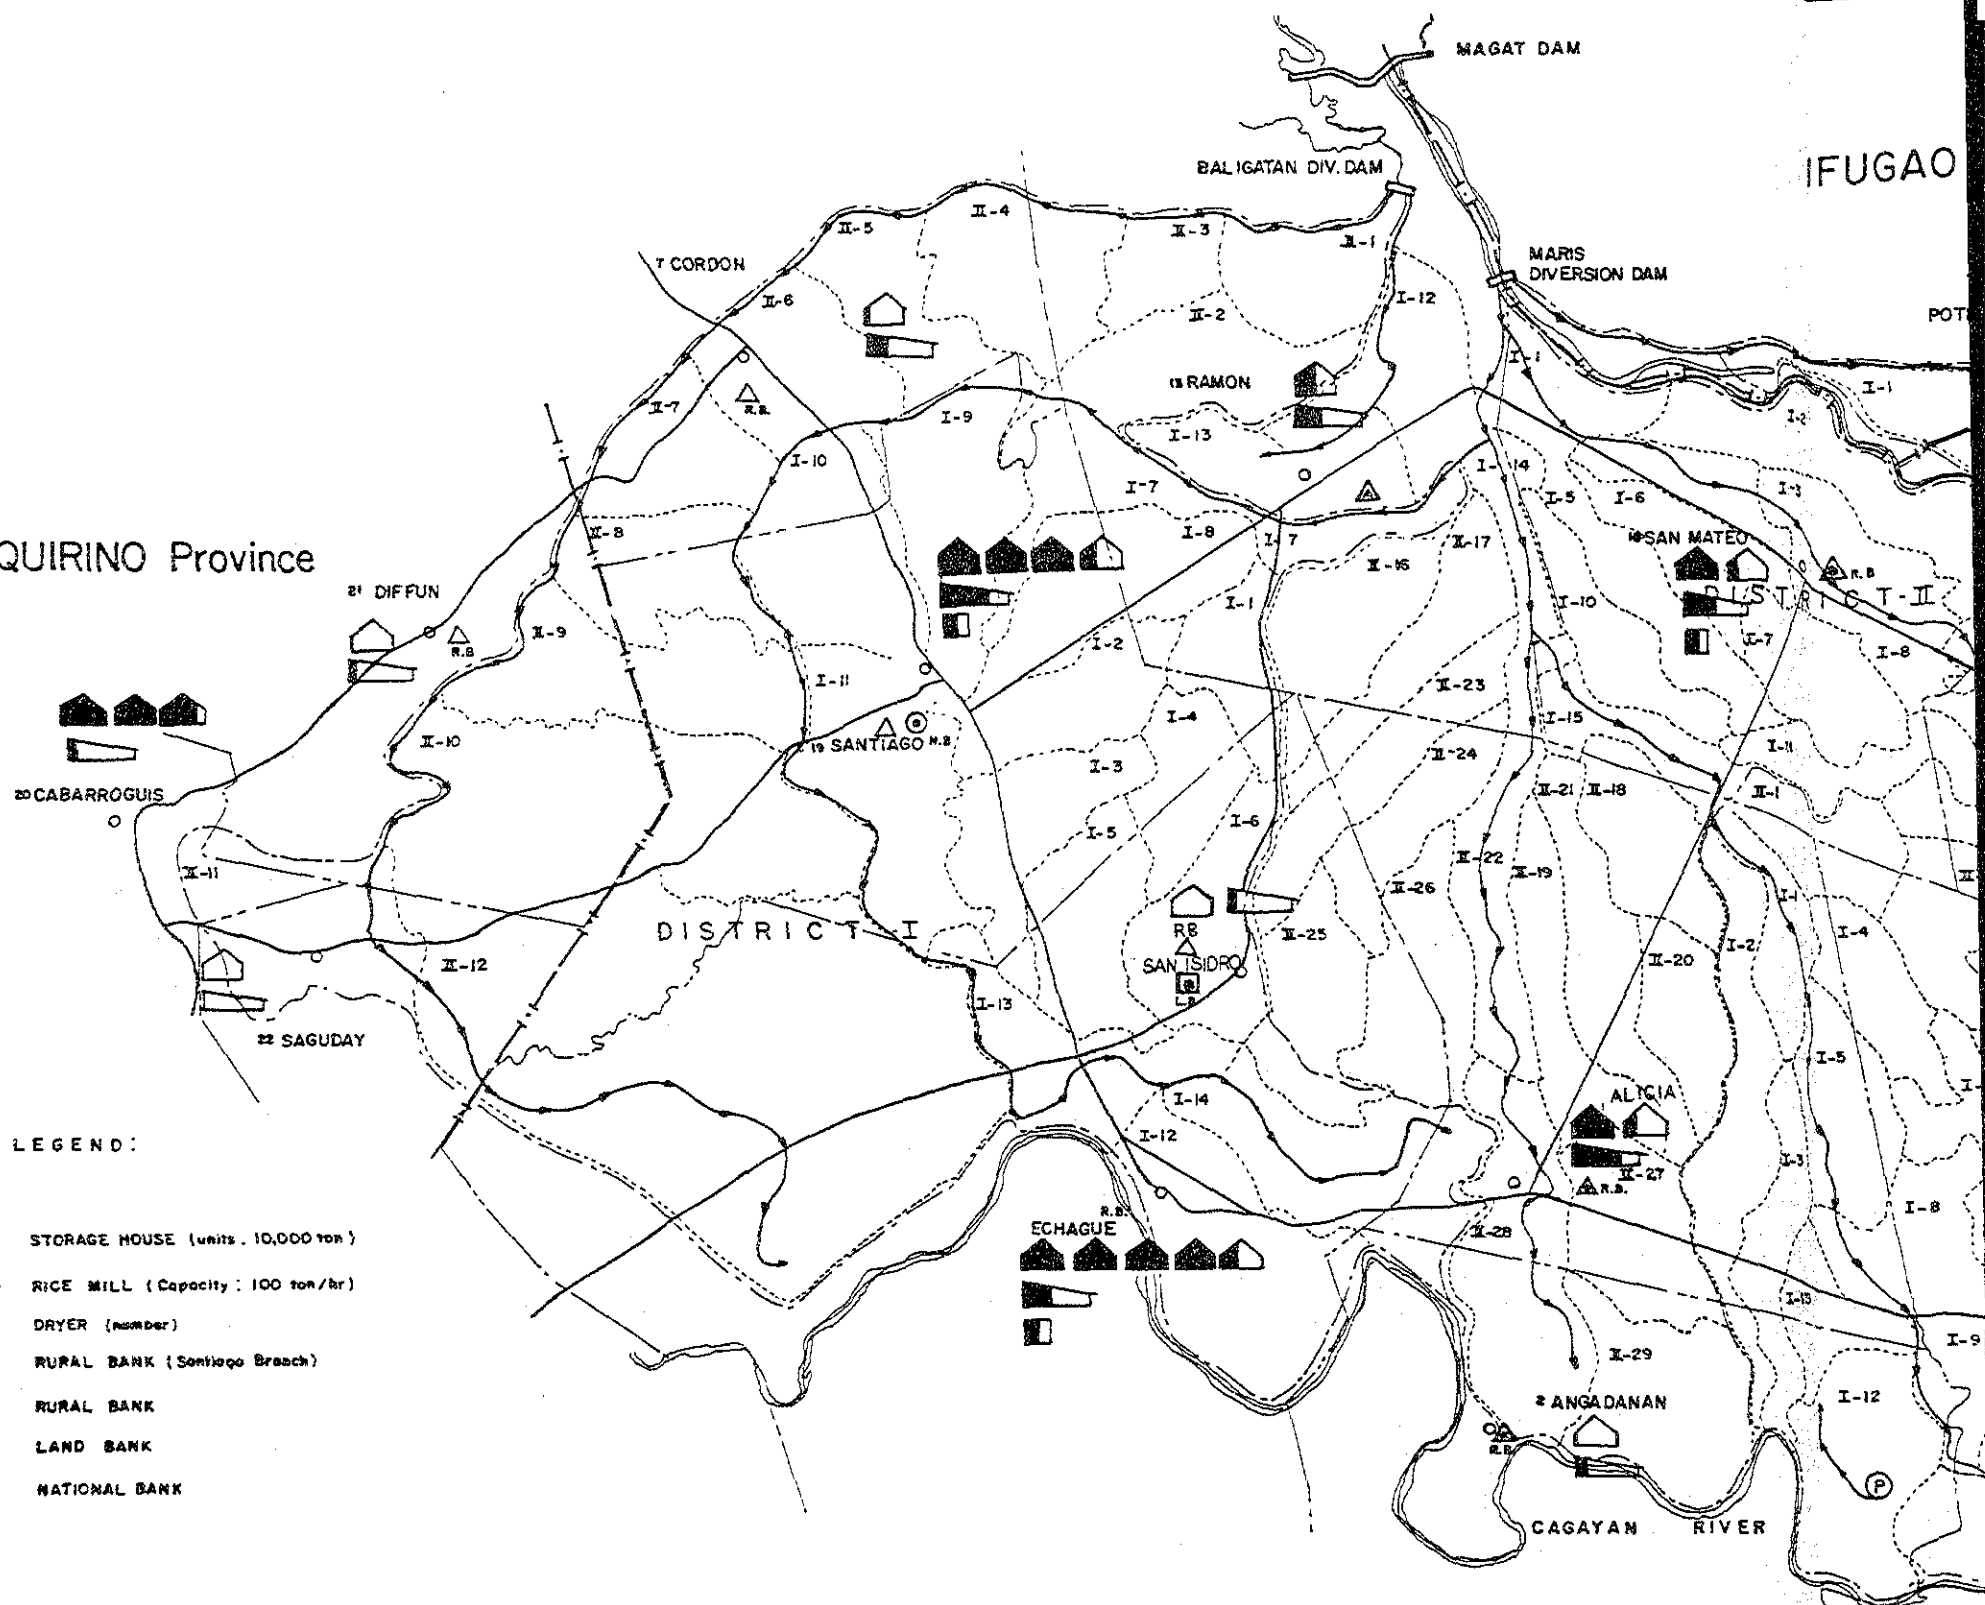 MAGAT DAM
IFUGAO
BALIGATAN DIV. DAM
II-4
II-5
II-3
II-1
7 CORDON
MARIS
DIVERSION DAM
I-12
II-6
II-2
I-1
I-1
13 RAMON
II-7
R.B.
I-9
I-2
I-13
I-10
I-14
I-7
I-5
I-6
I-3
II-8
I-8
I-7
II-17
II-16
SAN MATEO
R.B
QUIRINO Province
21 DIFFUN
R.B
II-9
I-1
I-10
DISTRICT-II
I-2
I-7
I-8
I-11
II-23
I-4
I-15
II-10
19 SANTIAGO
N.B
I-3
II-24
I-11
20 CABARROGUIS
II-21
II-18
II-1
I-5
I-6
II-11
II-22
II-19
II-26
I-1
DISTRICT I
RB
II-25
I-4
I-2
II-20
II-12
SAN ISIDRO
L.B
I-13
22 SAGUDAY
I-5
I-14
ALICIA
I-12
LEGEND:
I-3
II-27
R.B.
R.B.
ECHAGUE
I-8
II-28
STORAGE HOUSE (units . 10,000 ton)
RICE MILL (Capacity : 100 ton/hr)
I-13
DRYER (number)
I-9
RURAL BANK (Santiago Branch)
II-29
RURAL BANK
2 ANGADANAN
I-12
LAND BANK
R.B.
NATIONAL BANK
P
CAGAYAN RIVER